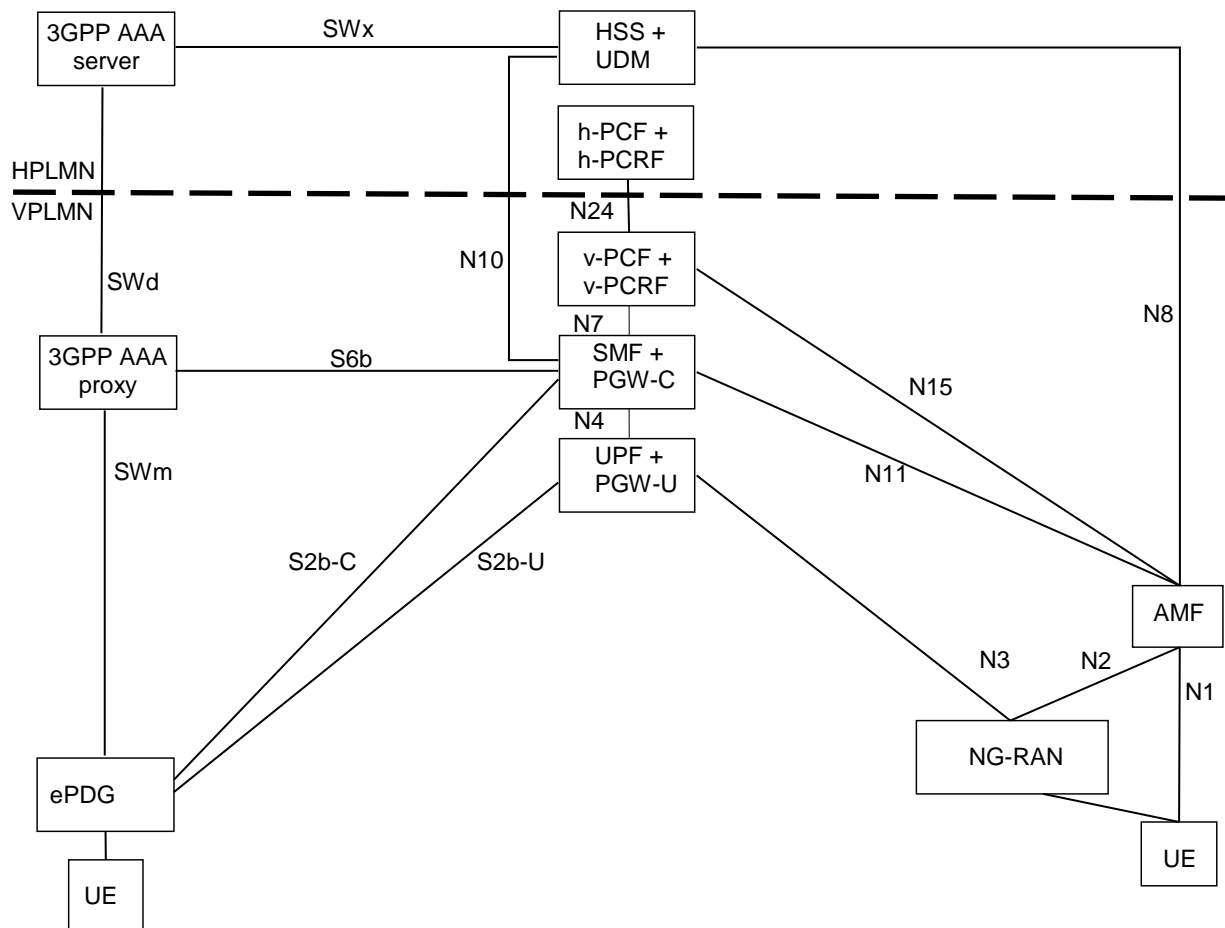 3GPP AAA
server
SWx
HSS +
UDM
h-PCF +
h-PCRF
HPLMN
VPLMN
N24
N10
v-PCF +
v-PCRF
SWd
N8
N7
3GPP AAA
proxy
S6b
SMF +
PGW-C
N15
N4
SWm
UPF +
PGW-U
N11
S2b-C
S2b-U
AMF
N3
N2
N1
NG-RAN
ePDG
UE
UE